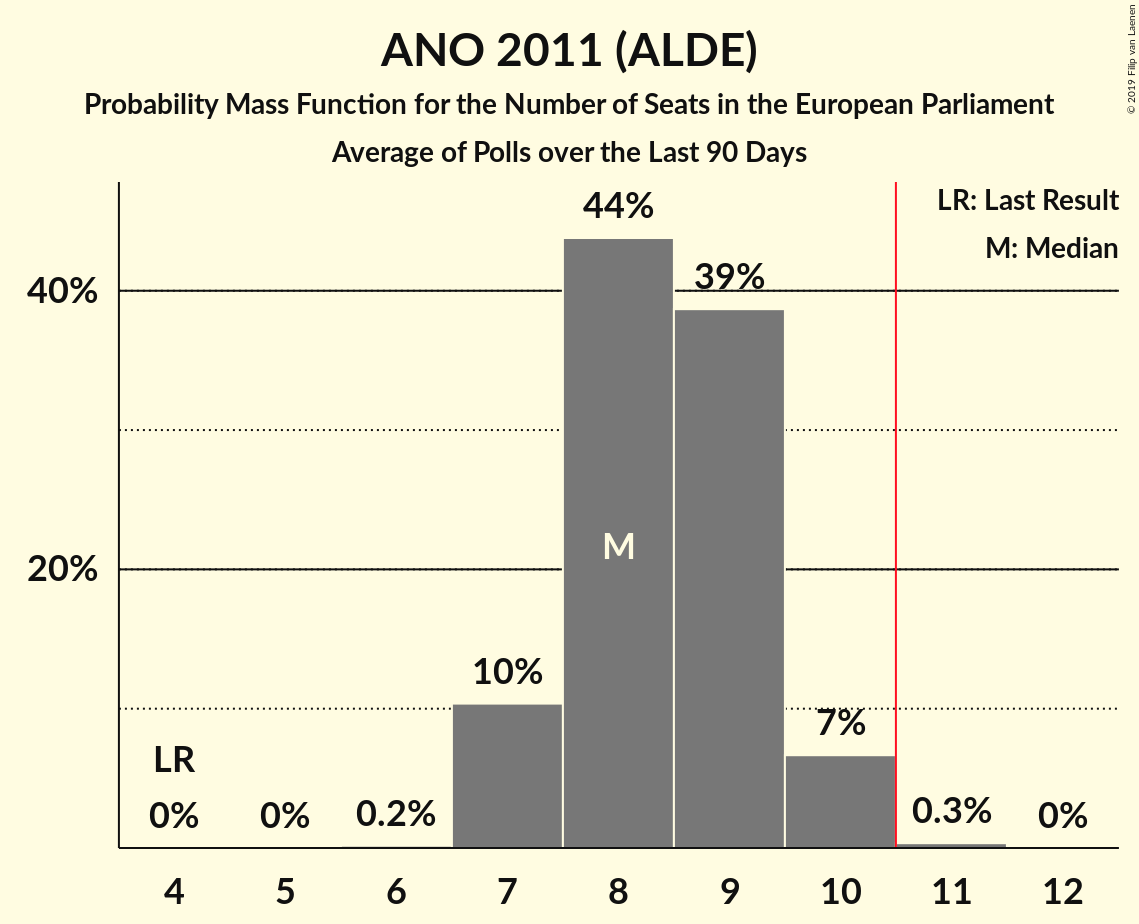 ANO 2011 (ALDE)
Probability Mass Function for the Number of Seats in the European Parliament
Average of Polls over the Last 90 Days
© 2019 Filip van Laenen
LR: Last Result
M: Median
44%
39%
40%
M
20%
10%
7%
LR
0%
0%
0.2%
0.3%
0%
4 5 6 7 8 9 10 11 12